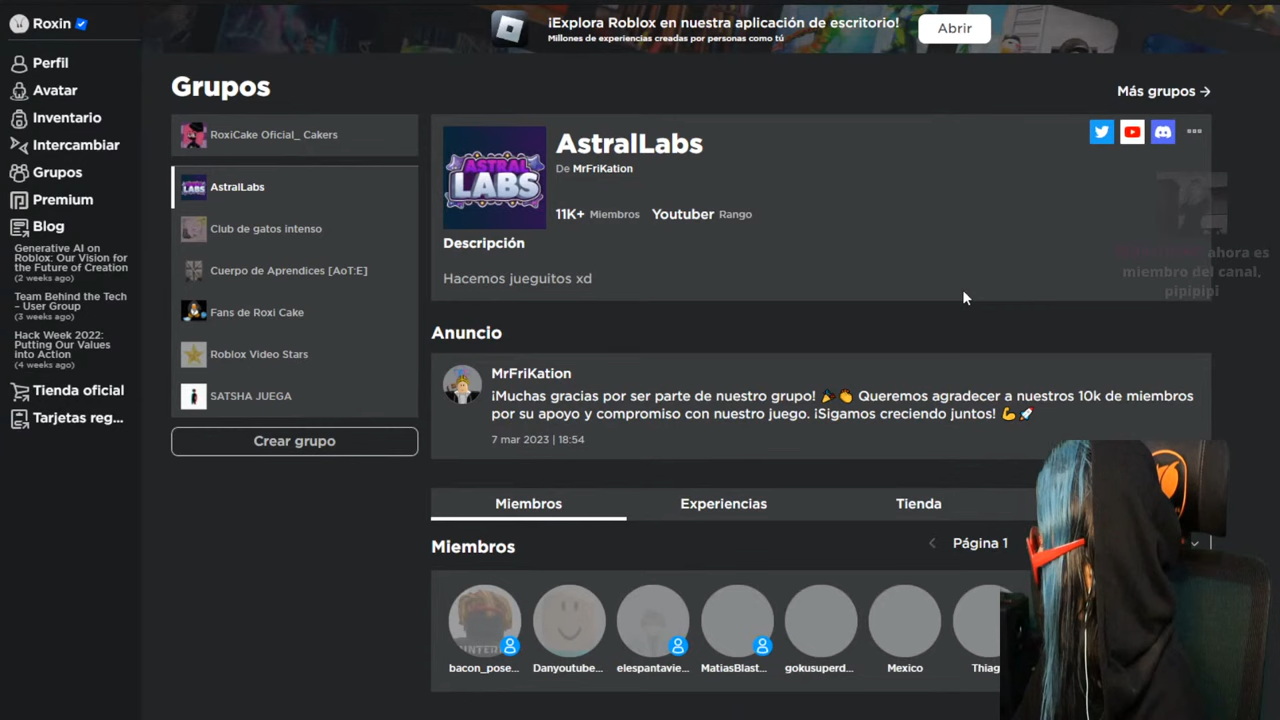 Roxin
¡Explora Roblox en nuestra aplicación de escritorio!
Millones de experiencias creadas por personas como tú
Abrir
Perfil
Avatar
Inventario
Intercambiar
Grupos
Premium
Blog
Generative AI on
Roblox: Our Vision for
the Future of Creation
(2 weeks ago)
Team Behind the Tech
– User Group
(3 weeks ago)
Hack Week 2022:
Putting Our Values
into Action
(4 weeks ago)
Tienda oficial
Tarjetas reg...
Grupos
Más grupos →
RoxiCake Oficial_ Cakers
AstralLabs
Club de gatos intenso
Cuerpo de Aprendices [AoT:E]
Fans de Roxi Cake
Roblox Video Stars
SATSHA JUEGA
Crear grupo
ASTRAL
LABS
AstralLabs
De MrFriKation
11K+ Miembros Youtuber Rango
Descripción
Hacemos jueguitos xd
ahora es
miembro del canal,
pipipipi
Anuncio
MrFriKation
¡Muchas gracias por ser parte de nuestro grupo! 🎉👏 Queremos agradecer a nuestros 10k de miembros
por su apoyo y compromiso con nuestro juego. ¡Sigamos creciendo juntos! 💪🚀
7 mar 2023 | 18:54
Miembros Experiencias Tienda
Miembros
Página 1
bacon_pose... Danyoutube... elespantavie... MatiasBlast... gokusuperd... Mexico Thiag